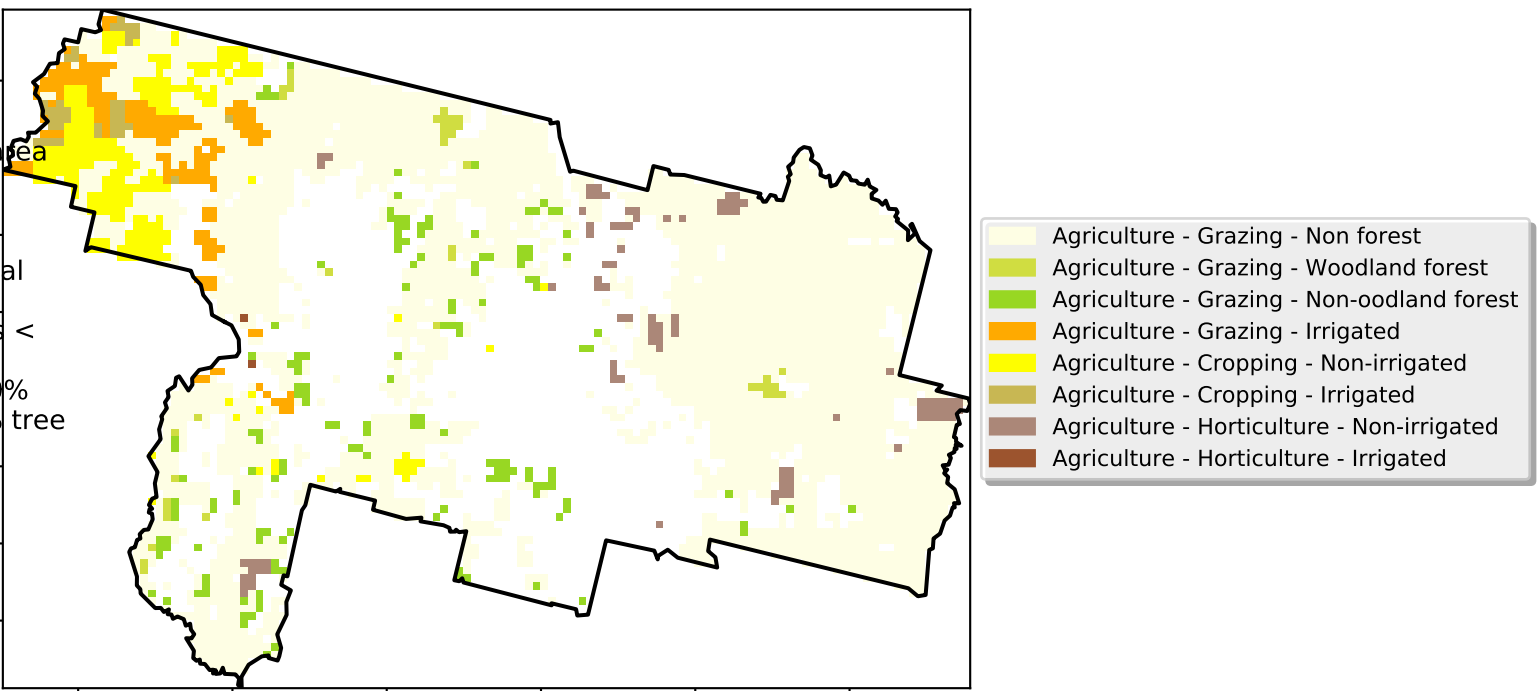 al
<
%
tree
Agriculture - Grazing - Non forest
Agriculture - Grazing - Woodland forest
Agriculture - Grazing - Non-oodland forest
Agriculture - Grazing - Irrigated
Agriculture - Cropping - Non-irrigated
Agriculture - Cropping - Irrigated
Agriculture - Horticulture - Non-irrigated
Agriculture - Horticulture - Irrigated